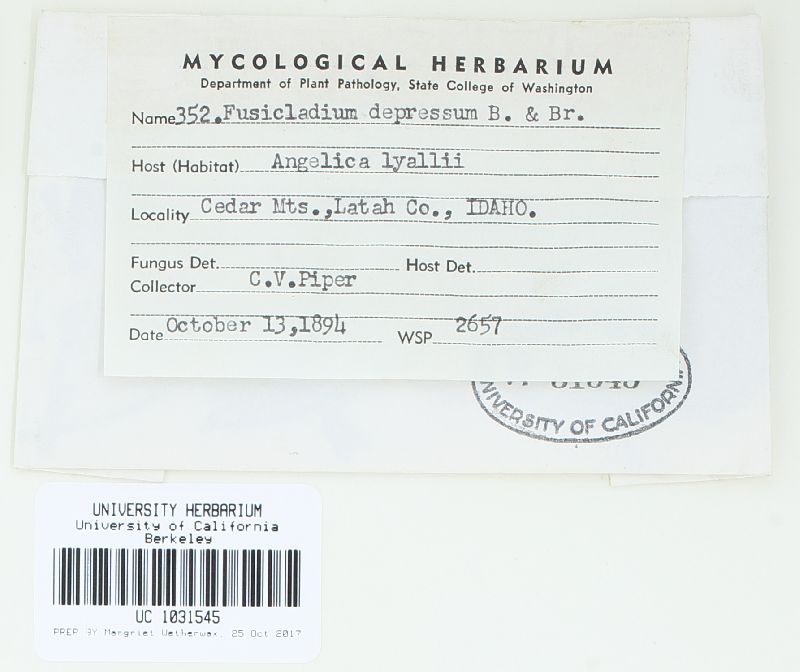 MYCOLOGICAL HERBARIUM
Department of Plant Pathology, State College of Washington
Name 352. Fusicladium depressum B. & Br.
Host (Habitat) Angelica lyallii
Locality Cedar Mts., Latah Co., IDAHO.
Fungus Det. Host Det.
Collector C.V.Piper
Date October 13,1894 WSP 2657
UNIVERSITY OF CALIFORNI
UNIVERSITY HERBARIUM
University of California
Berkeley
UC 1031545
PREP BY Margriet Wetherwax, 25 Oct 2017